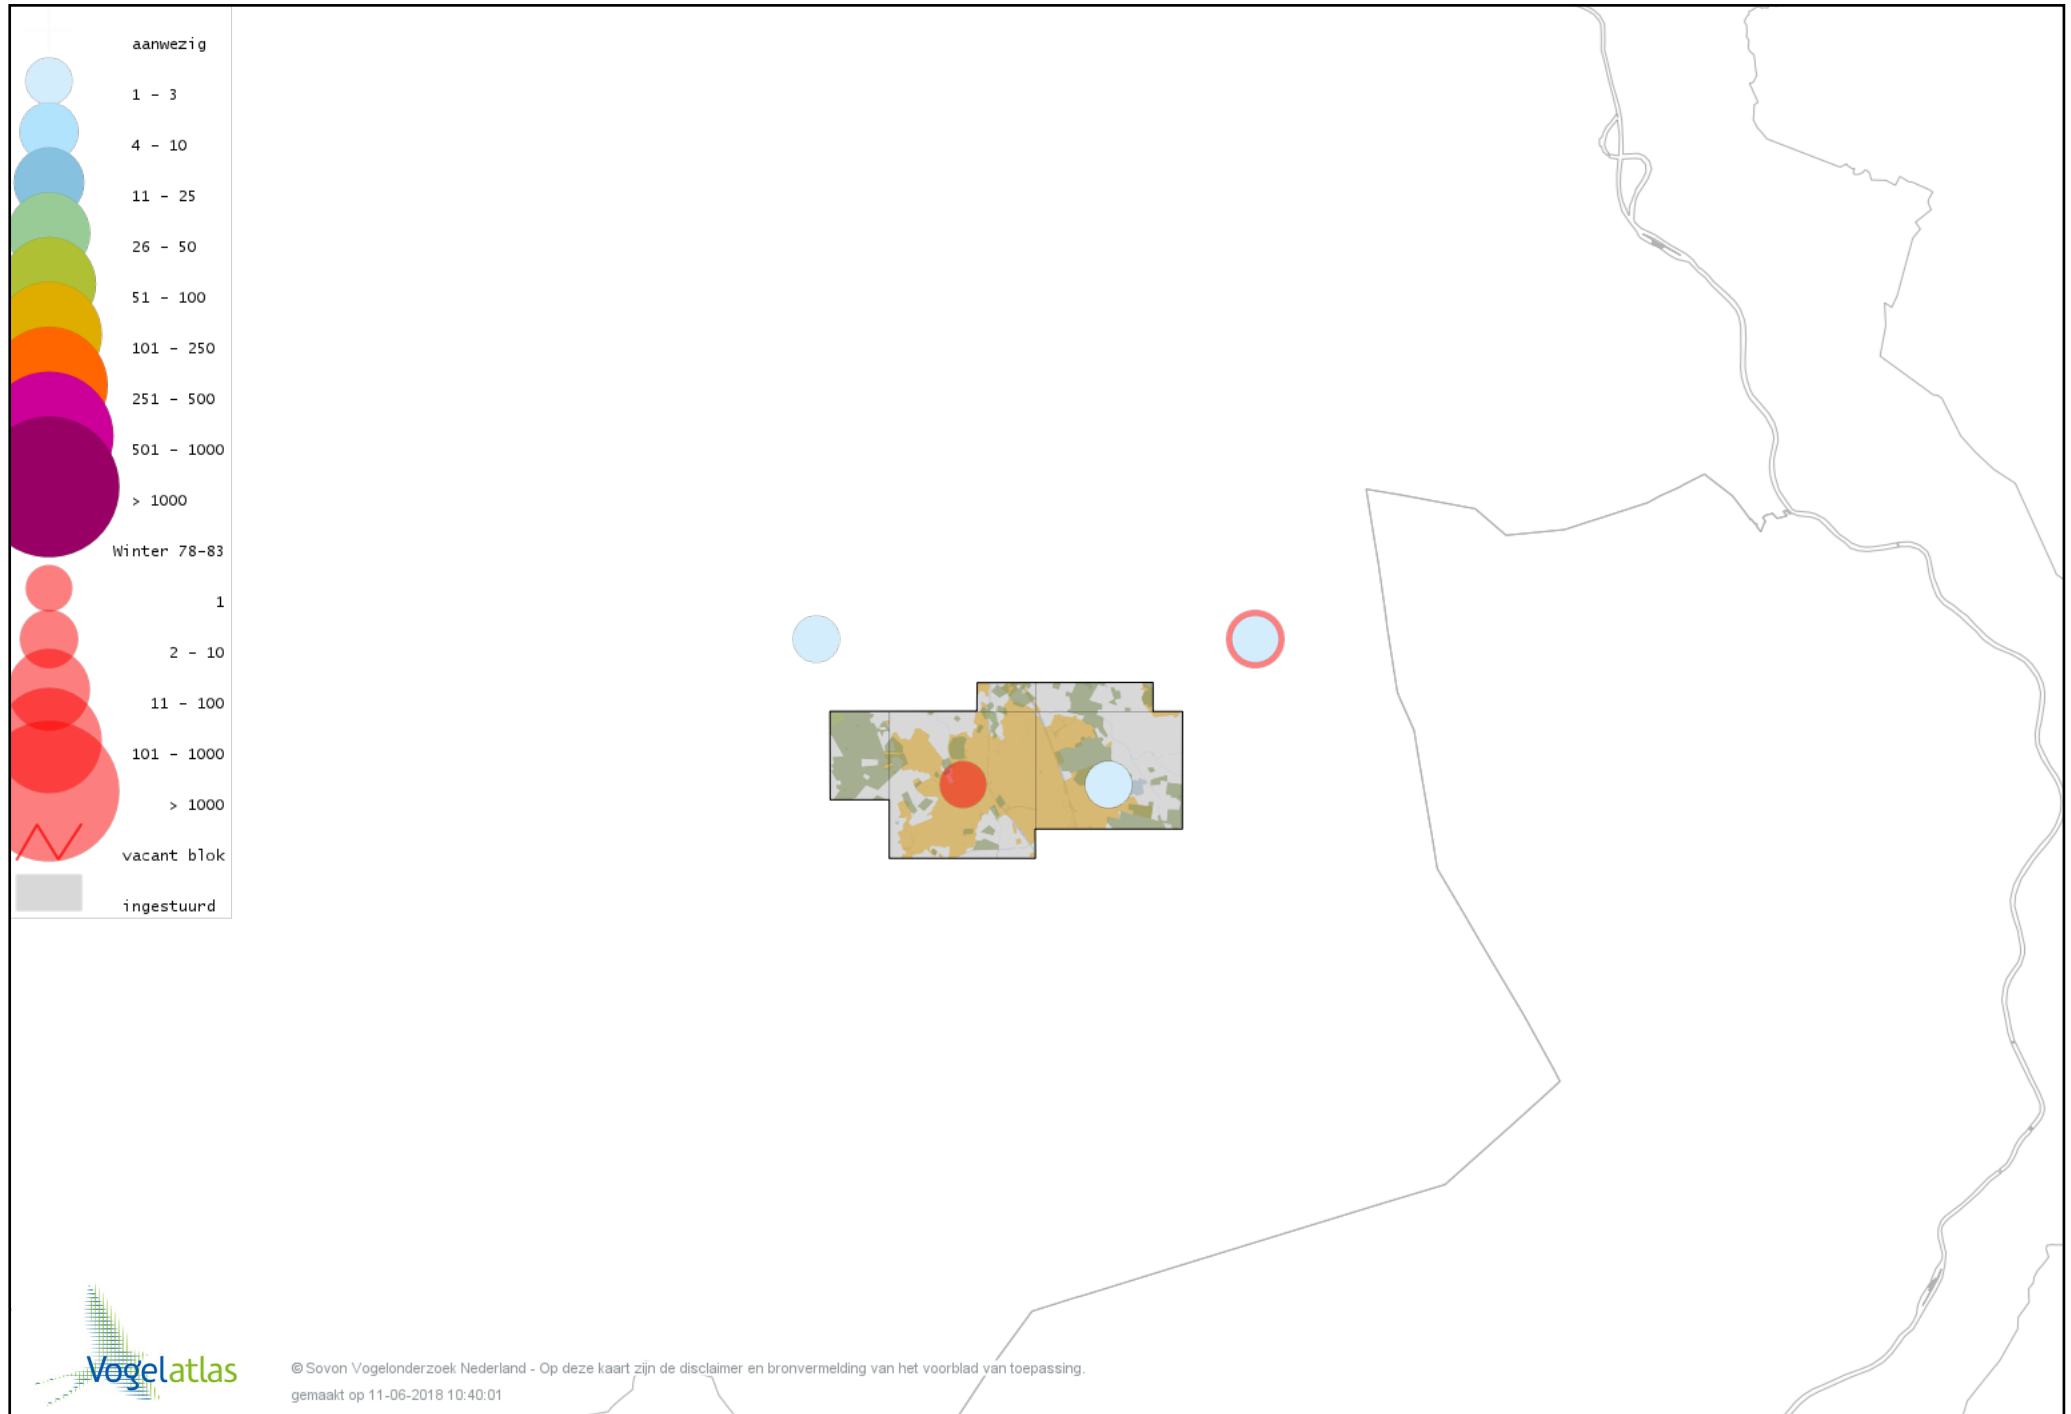 aanwezig
1 - 3
4 - 10
11 - 25
26 - 50
51 - 100
101 - 250
251 - 500
501 - 1000
> 1000
Winter 78-83
1
2 - 10
11 - 100
101 - 1000
> 1000
vacant blok
ingestuurd
Vogelatlas
© Sovon Vogelonderzoek Nederland - Op deze kaart zijn de disclaimer en bronvermelding van het voorblad van toepassing.
gemaakt op 11-06-2018 10:40:01